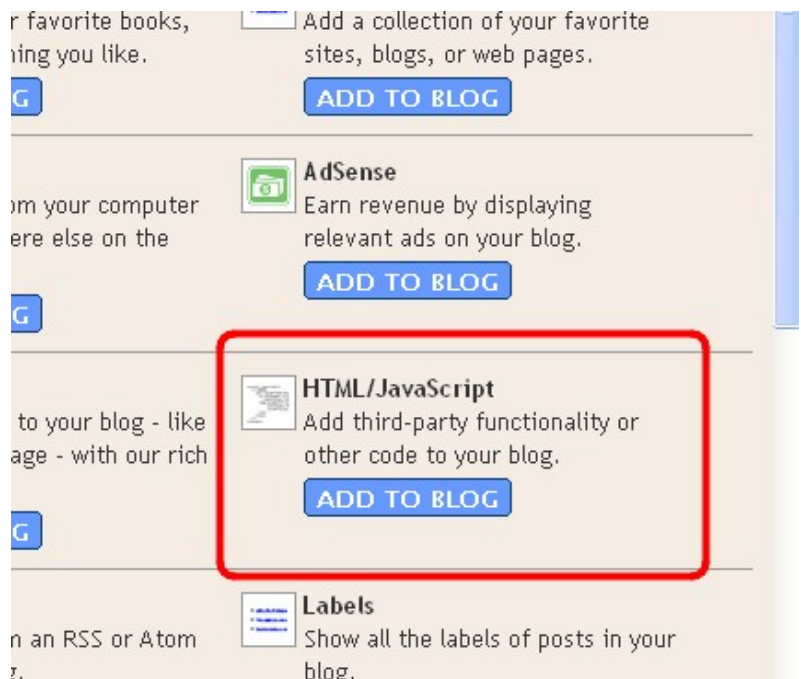 r favorite books,
ing you like.
G
Add a collection of your favorite
sites, blogs, or web pages.
ADD TO BLOG
om your computer
ere else on the
G
AdSense
Earn revenue by displaying
relevant ads on your blog.
ADD TO BLOG
to your blog - like
age - with our rich
G
HTML/JavaScript
Add third-party functionality or
other code to your blog.
ADD TO BLOG
an RSS or Atom
Labels
Show all the labels of posts in your
blog.